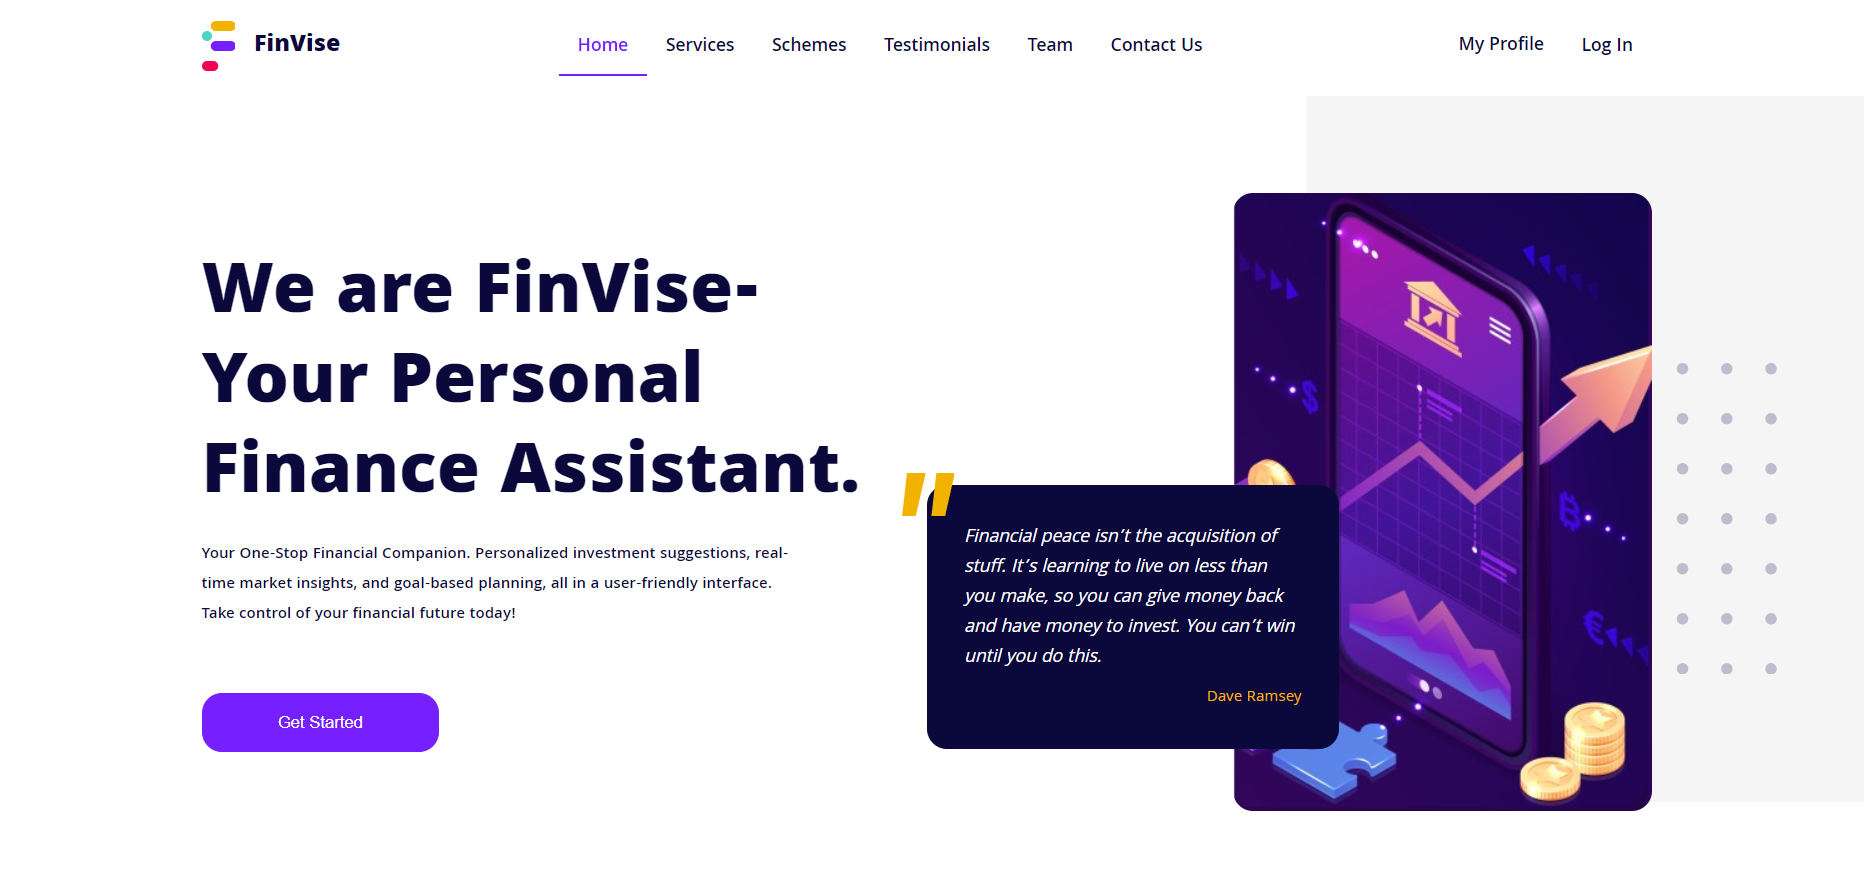 FinVise
Home Services Schemes Testimonials Team Contact Us
My Profile Log In
We are FinVise-
Your Personal
Finance Assistant.
Your One-Stop Financial Companion. Personalized investment suggestions, real-
time market insights, and goal-based planning, all in a user-friendly interface.
Take control of your financial future today!
Get Started
"
Financial peace isn’t the acquisition of
stuff. It’s learning to live on less than
you make, so you can give money back
and have money to invest. You can’t win
until you do this.
Dave Ramsey
$
₿
€